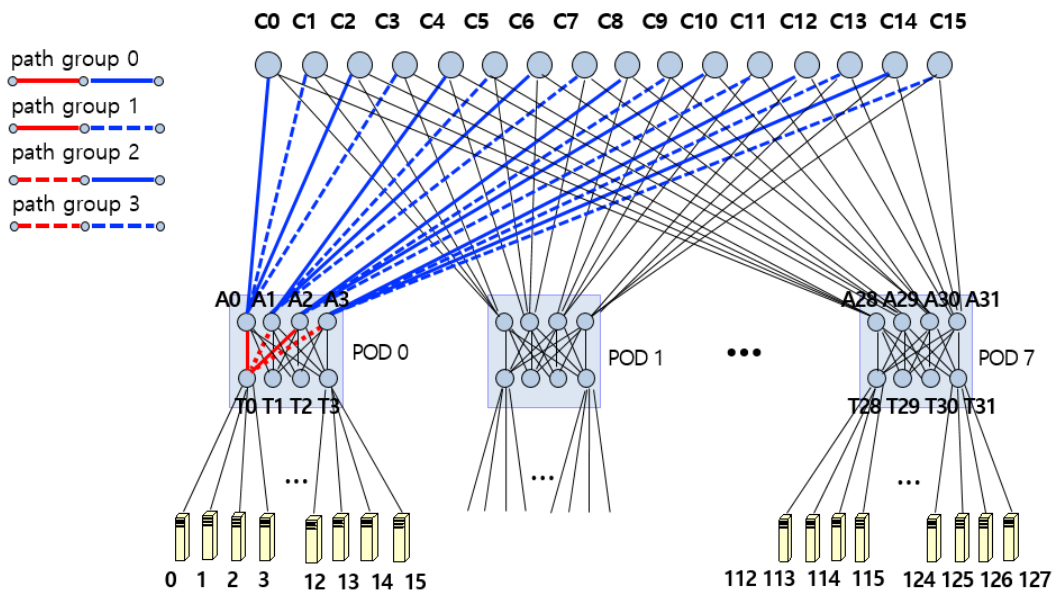 C0 C1 C2 C3 C4 C5 C6 C7 C8 C9 C10 C11 C12 C13 C14 C15
path group 0
path group 1
path group 2
path group 3
A0 A1 A2 A3 A28 A29 A30 A31
POD 0 POD 1 ••• POD 7
T0 T1 T2 T3 T28 T29 T30 T31
... ... ...
0 1 2 3 12 13 14 15 112 113 114 115 124 125 126 127